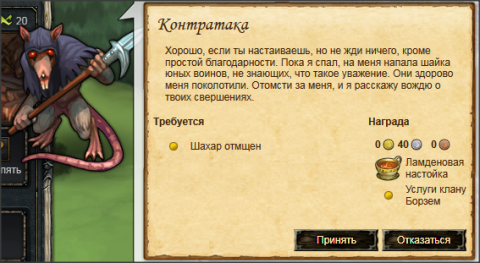 20
Контратака
Хорошо, если ты настаиваешь, но не жди ничего, кроме
простой благодарности. Пока я спал, на меня напала шайка
юных воинов, не знающих, что такое уважение. Они здорово
меня поколотили. Отомсти за меня, и я расскажу вождю о
твоих свершениях.
Требуется
Шахар отмщен
Награда
0 40 0
Ламденовая
настойка
Услуги клану
Борзем
Принять
Отказаться